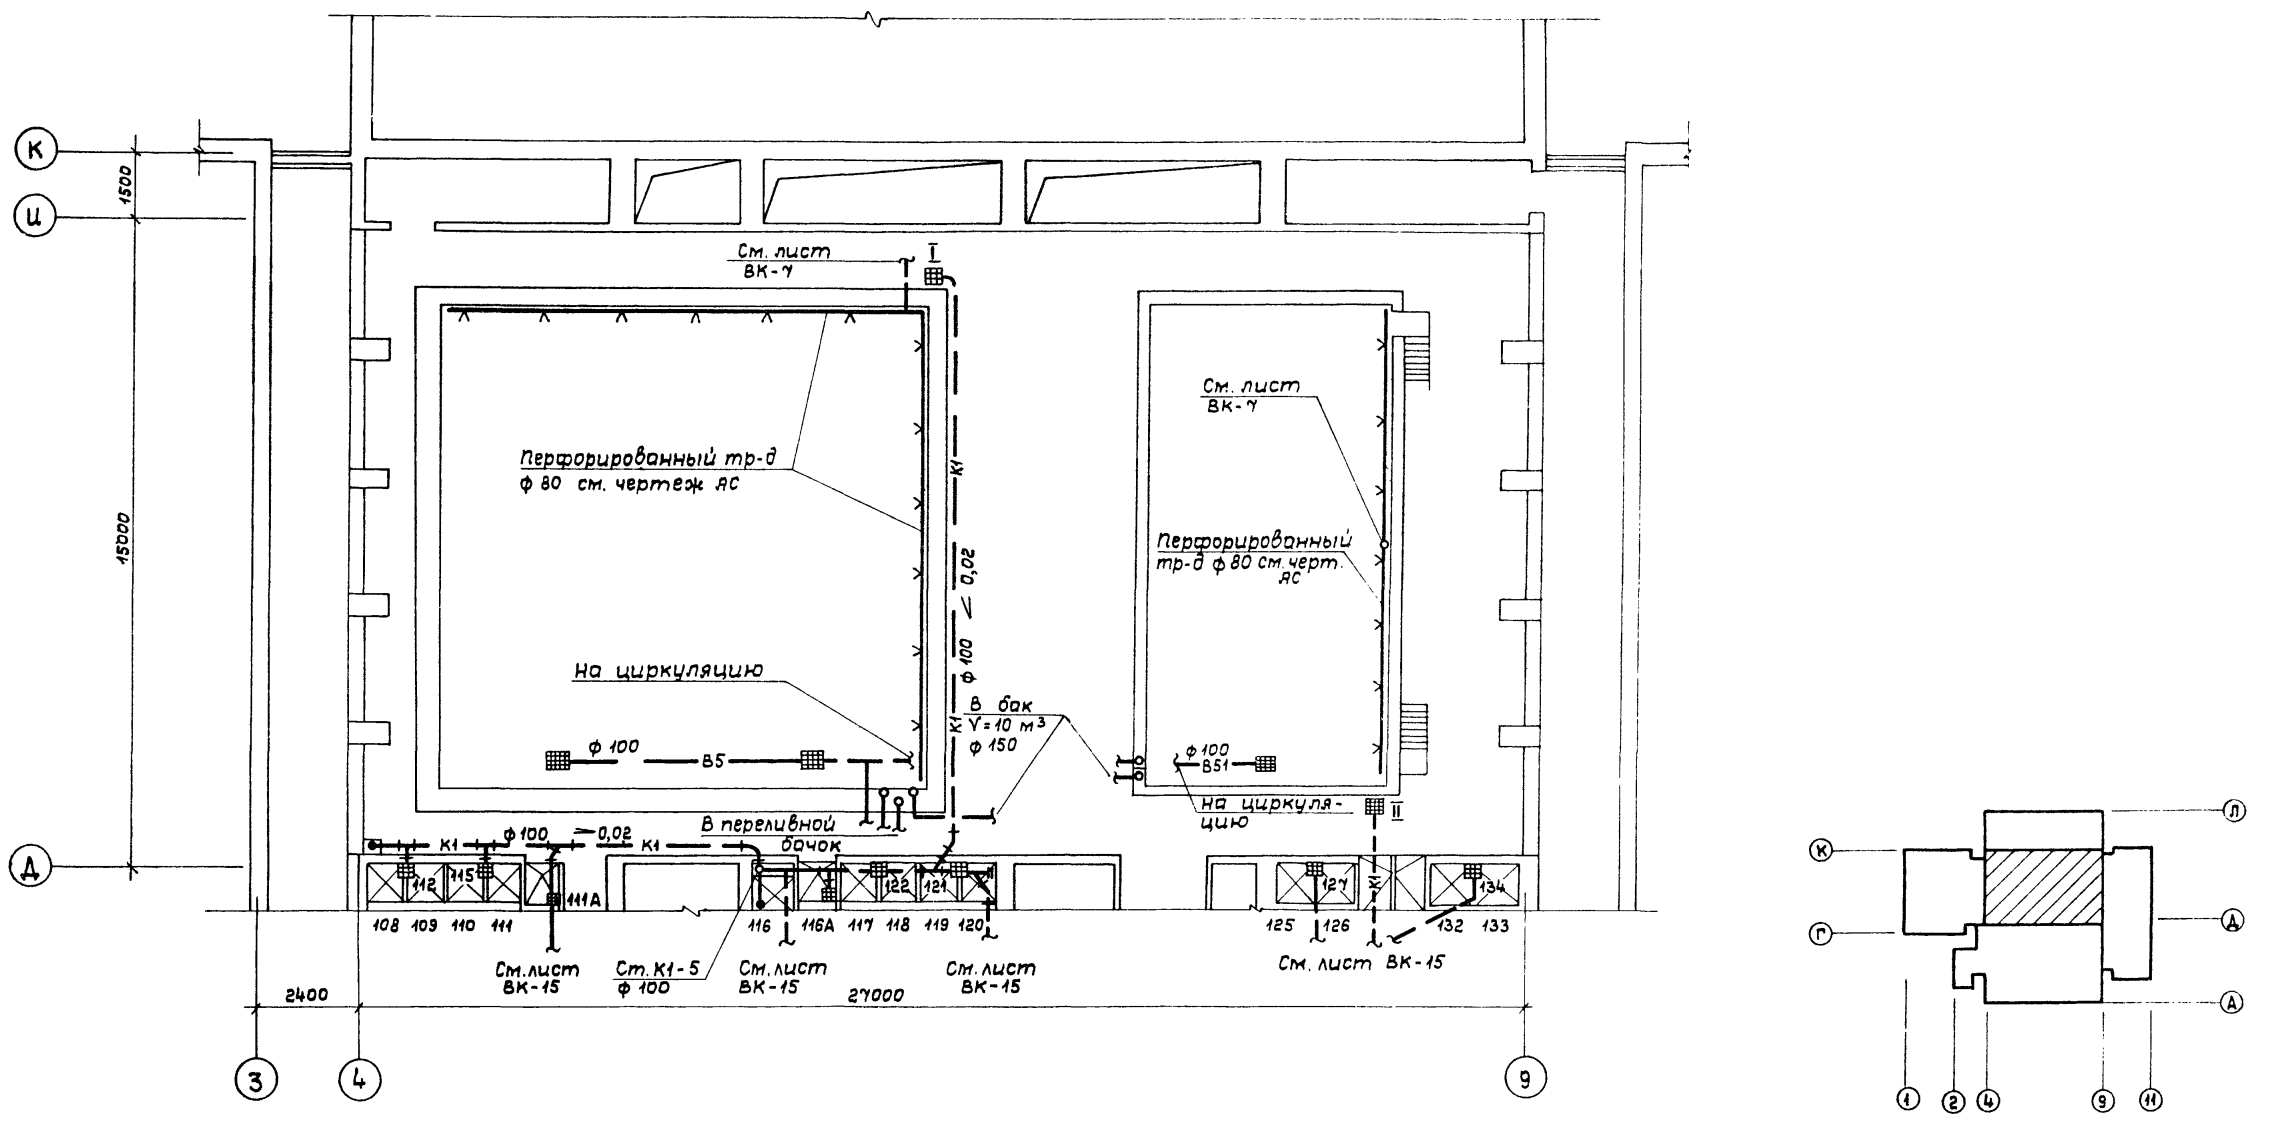 К
1500
И
15000
Д
См. лист
ВК-7
I
Перфорированный тр-д
ф 80 см. чертеж АС
К1
ф 100 0,02
На циркуляцию
К1
В бак
V=10 м³
ф 150
ф 100
В5
См. лист
ВК-7
Перфорированный
тр-д ф 80 см. черт.
АС
ф100
В51
На циркуля-
цию
II
В переливной
бачок
К1
ф100
0,02
К1
112
115
111А
122
121
127
К1
134
108 109 110 111
116 116А 117 118 119 120
125 126
132 133
См. лист
ВК-15
Ст. К1-5
ф 100
См. лист
ВК-15
См. лист
ВК-15
См. лист ВК-15
2400
27000
3
4
9
Л
К
Д
Г
А
1
2
4
9
11